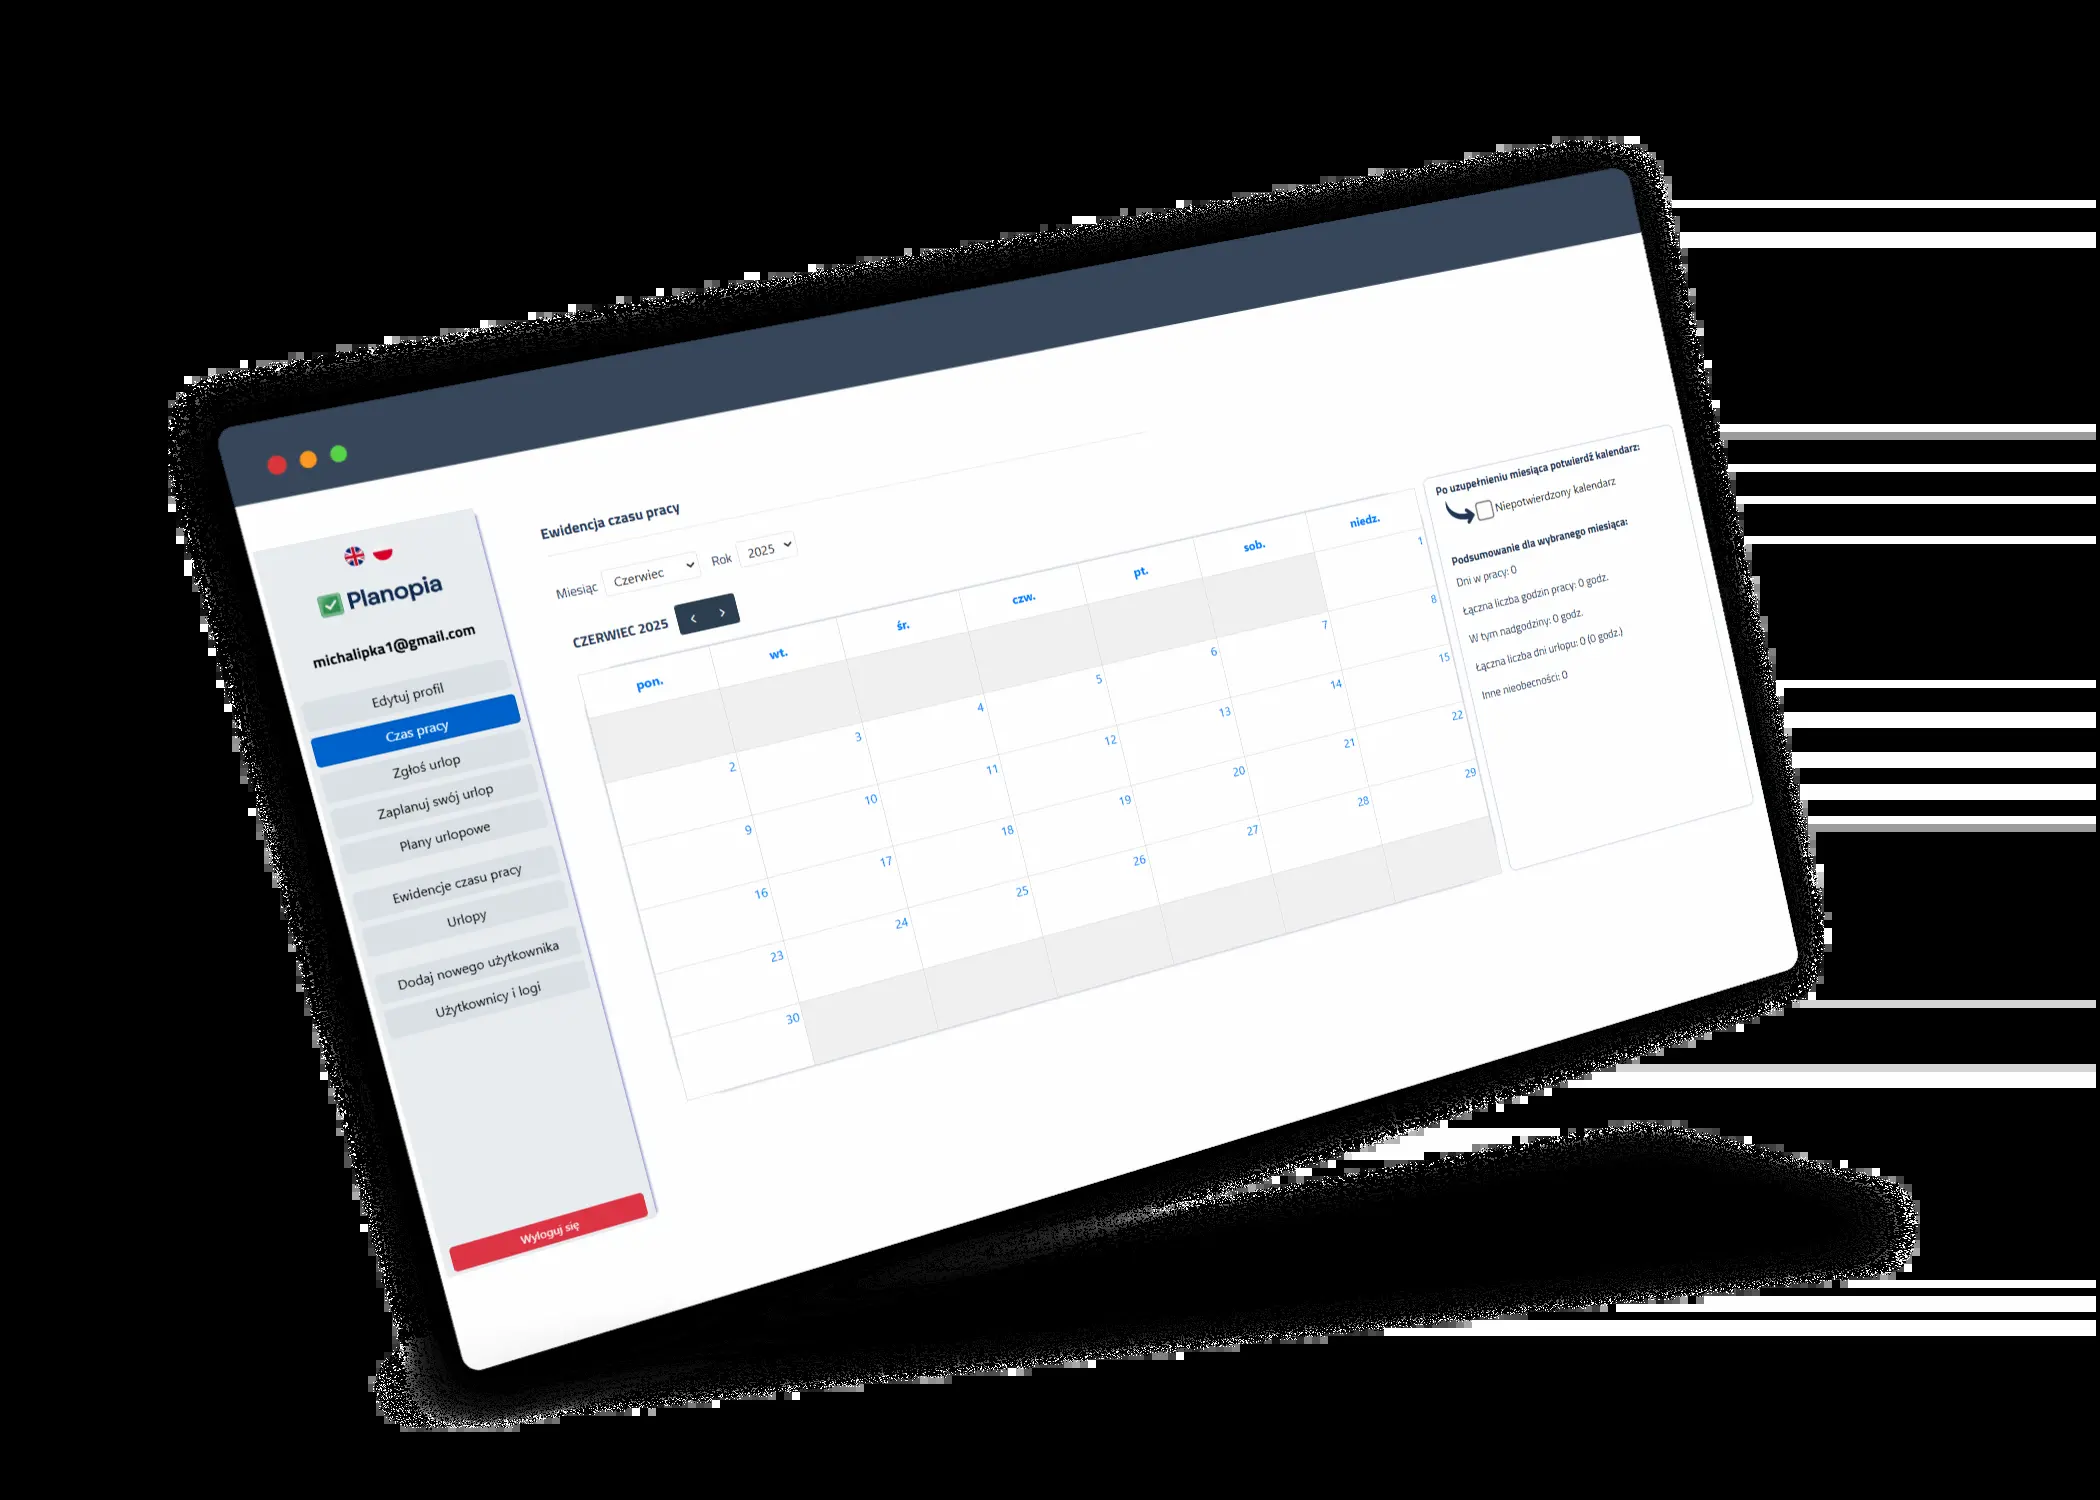 Planopia
michalipka1@gmail.com
Edytuj profil
Czas pracy
Zgłoś urlop
Zaplanuj swój urlop
Plany urlopowe
Ewidencje czasu pracy
Urlopy
Dodaj nowego użytkownika
Użytkownicy i logi
Wyloguj się
Ewidencja czasu pracy
Miesiąc Czerwiec Rok 2025
CZERWIEC 2025 ‹ ›
pon. wt. śr. czw. pt. sob. niedz.
1
2 3 4 5 6 7 8
9 10 11 12 13 14 15
16 17 18 19 20 21 22
23 24 25 26 27 28 29
30
Po uzupełnieniu miesiąca potwierdź kalendarz:
Niepotwierdzony kalendarz
Podsumowanie dla wybranego miesiąca:
Dni w pracy: 0
Łączna liczba godzin pracy: 0 godz.
W tym nadgodziny: 0 godz.
Łączna liczba dni urlopu: 0 (0 godz.)
Inne nieobecności: 0